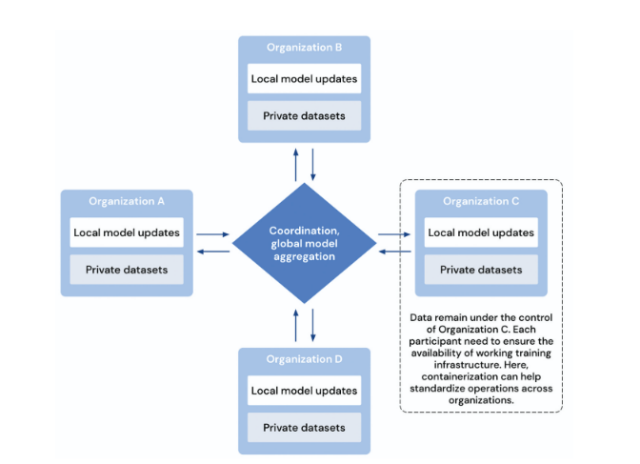 Organization B
Local model updates
Private datasets
Organization A
Local model updates
Private datasets
Coordination,
global model
aggregation
Organization C
Local model updates
Private datasets
Data remain under the control
of Organization C. Each
participant need to ensure the
availability of working training
infrastructure. Here,
containerization can help
standardize operations across
organizations.
Organization D
Local model updates
Private datasets